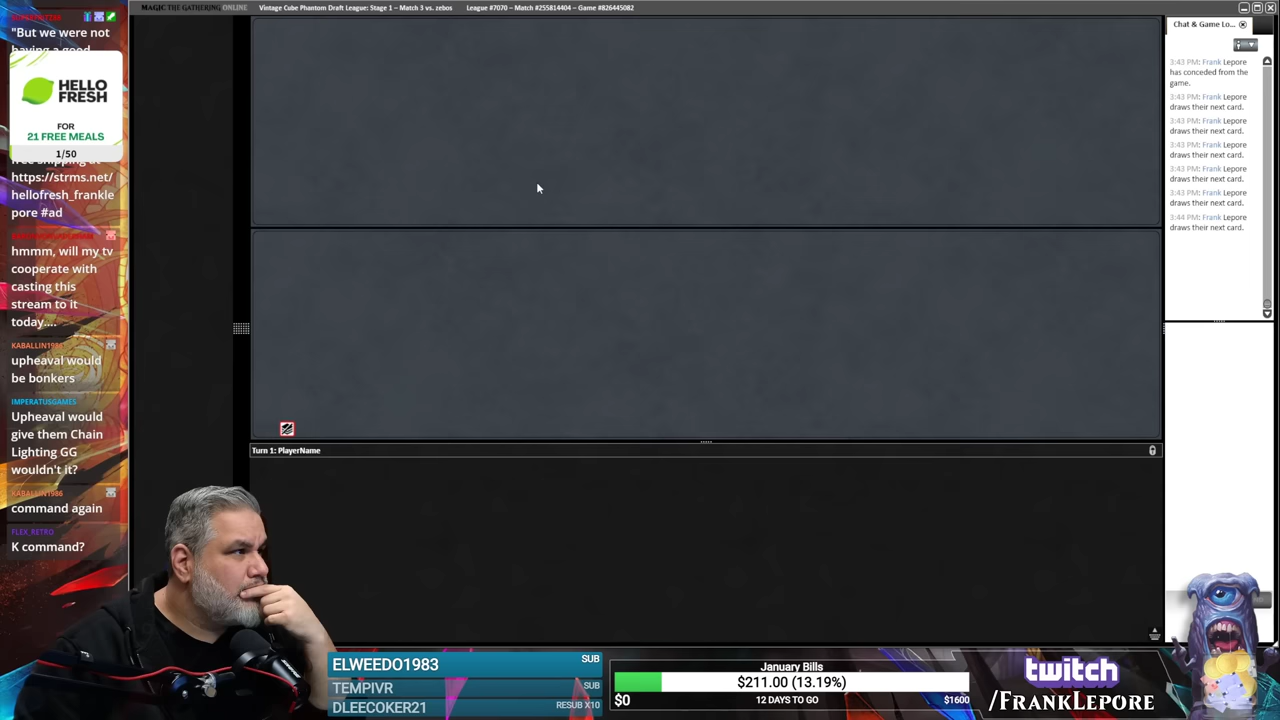 MAGIC THE GATHERING ONLINE
Vintage Cube Phantom Draft League: Stage 1 – Match 3 vs. zebos
League #7070 – Match #255814404 – Game #826445082
"But we were not
having a good
HELLO
FRESH
FOR
21 FREE MEALS
1/50
free shipping at
https://strms.net/
hellofresh_frankle
pore #ad
hmmm, will my tv
cooperate with
casting this
stream to it
today....
KABALLIN1986
upheaval would
be bonkers
IMPERATUSGAMES
Upheaval would
give them Chain
Lighting GG
wouldn't it?
KABALLIN1986
command again
FLEX_RETRO
K command?
Turn 1: PlayerName
Chat & Game Lo...
3:43 PM: Frank Lepore
has conceded from the
game.
3:43 PM: Frank Lepore
draws their next card.
3:43 PM: Frank Lepore
draws their next card.
3:43 PM: Frank Lepore
draws their next card.
3:43 PM: Frank Lepore
draws their next card.
3:43 PM: Frank Lepore
draws their next card.
3:44 PM: Frank Lepore
draws their next card.
ELWEEDO1983
SUB
TEMPIVR
SUB
DLEECOKER21
RESUB X10
January Bills
$211.00 (13.19%)
$0
12 DAYS TO GO
$1600
twitch
/FRANKLEPORE